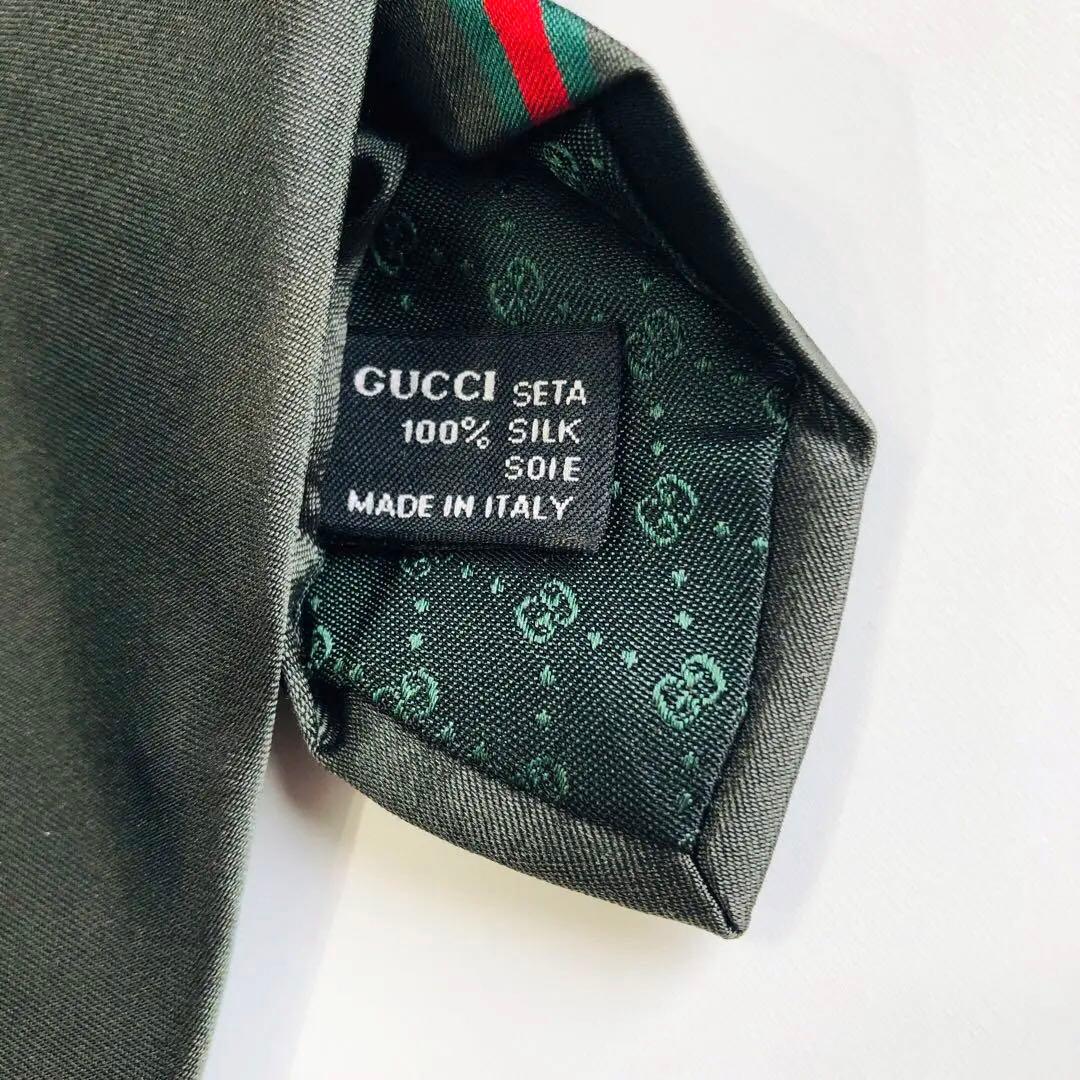 GUCCI SETA
100% SILK
SOIE
MADE IN ITALY